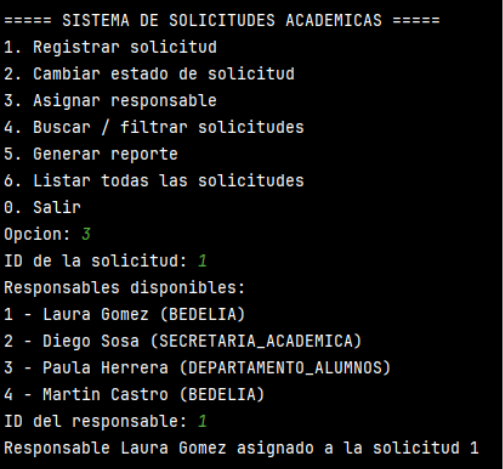 ===== SISTEMA DE SOLICITUDES ACADEMICAS =====
1. Registrar solicitud
2. Cambiar estado de solicitud
3. Asignar responsable
4. Buscar / filtrar solicitudes
5. Generar reporte
6. Listar todas las solicitudes
0. Salir
Opcion: 3
ID de la solicitud: 1
Responsables disponibles:
1 - Laura Gomez (BEDELIA)
2 - Diego Sosa (SECRETARIA_ACADEMICA)
3 - Paula Herrera (DEPARTAMENTO_ALUMNOS)
4 - Martin Castro (BEDELIA)
ID del responsable: 1
Responsable Laura Gomez asignado a la solicitud 1